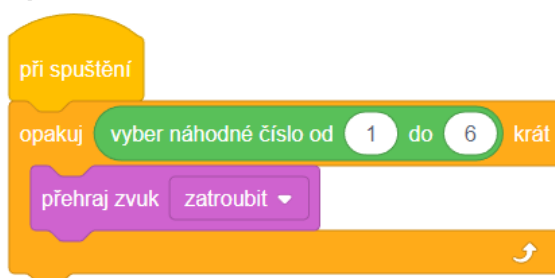 při spuštění
opakuj vyber náhodné číslo od 1 do 6 krát
přehraj zvuk zatroubit